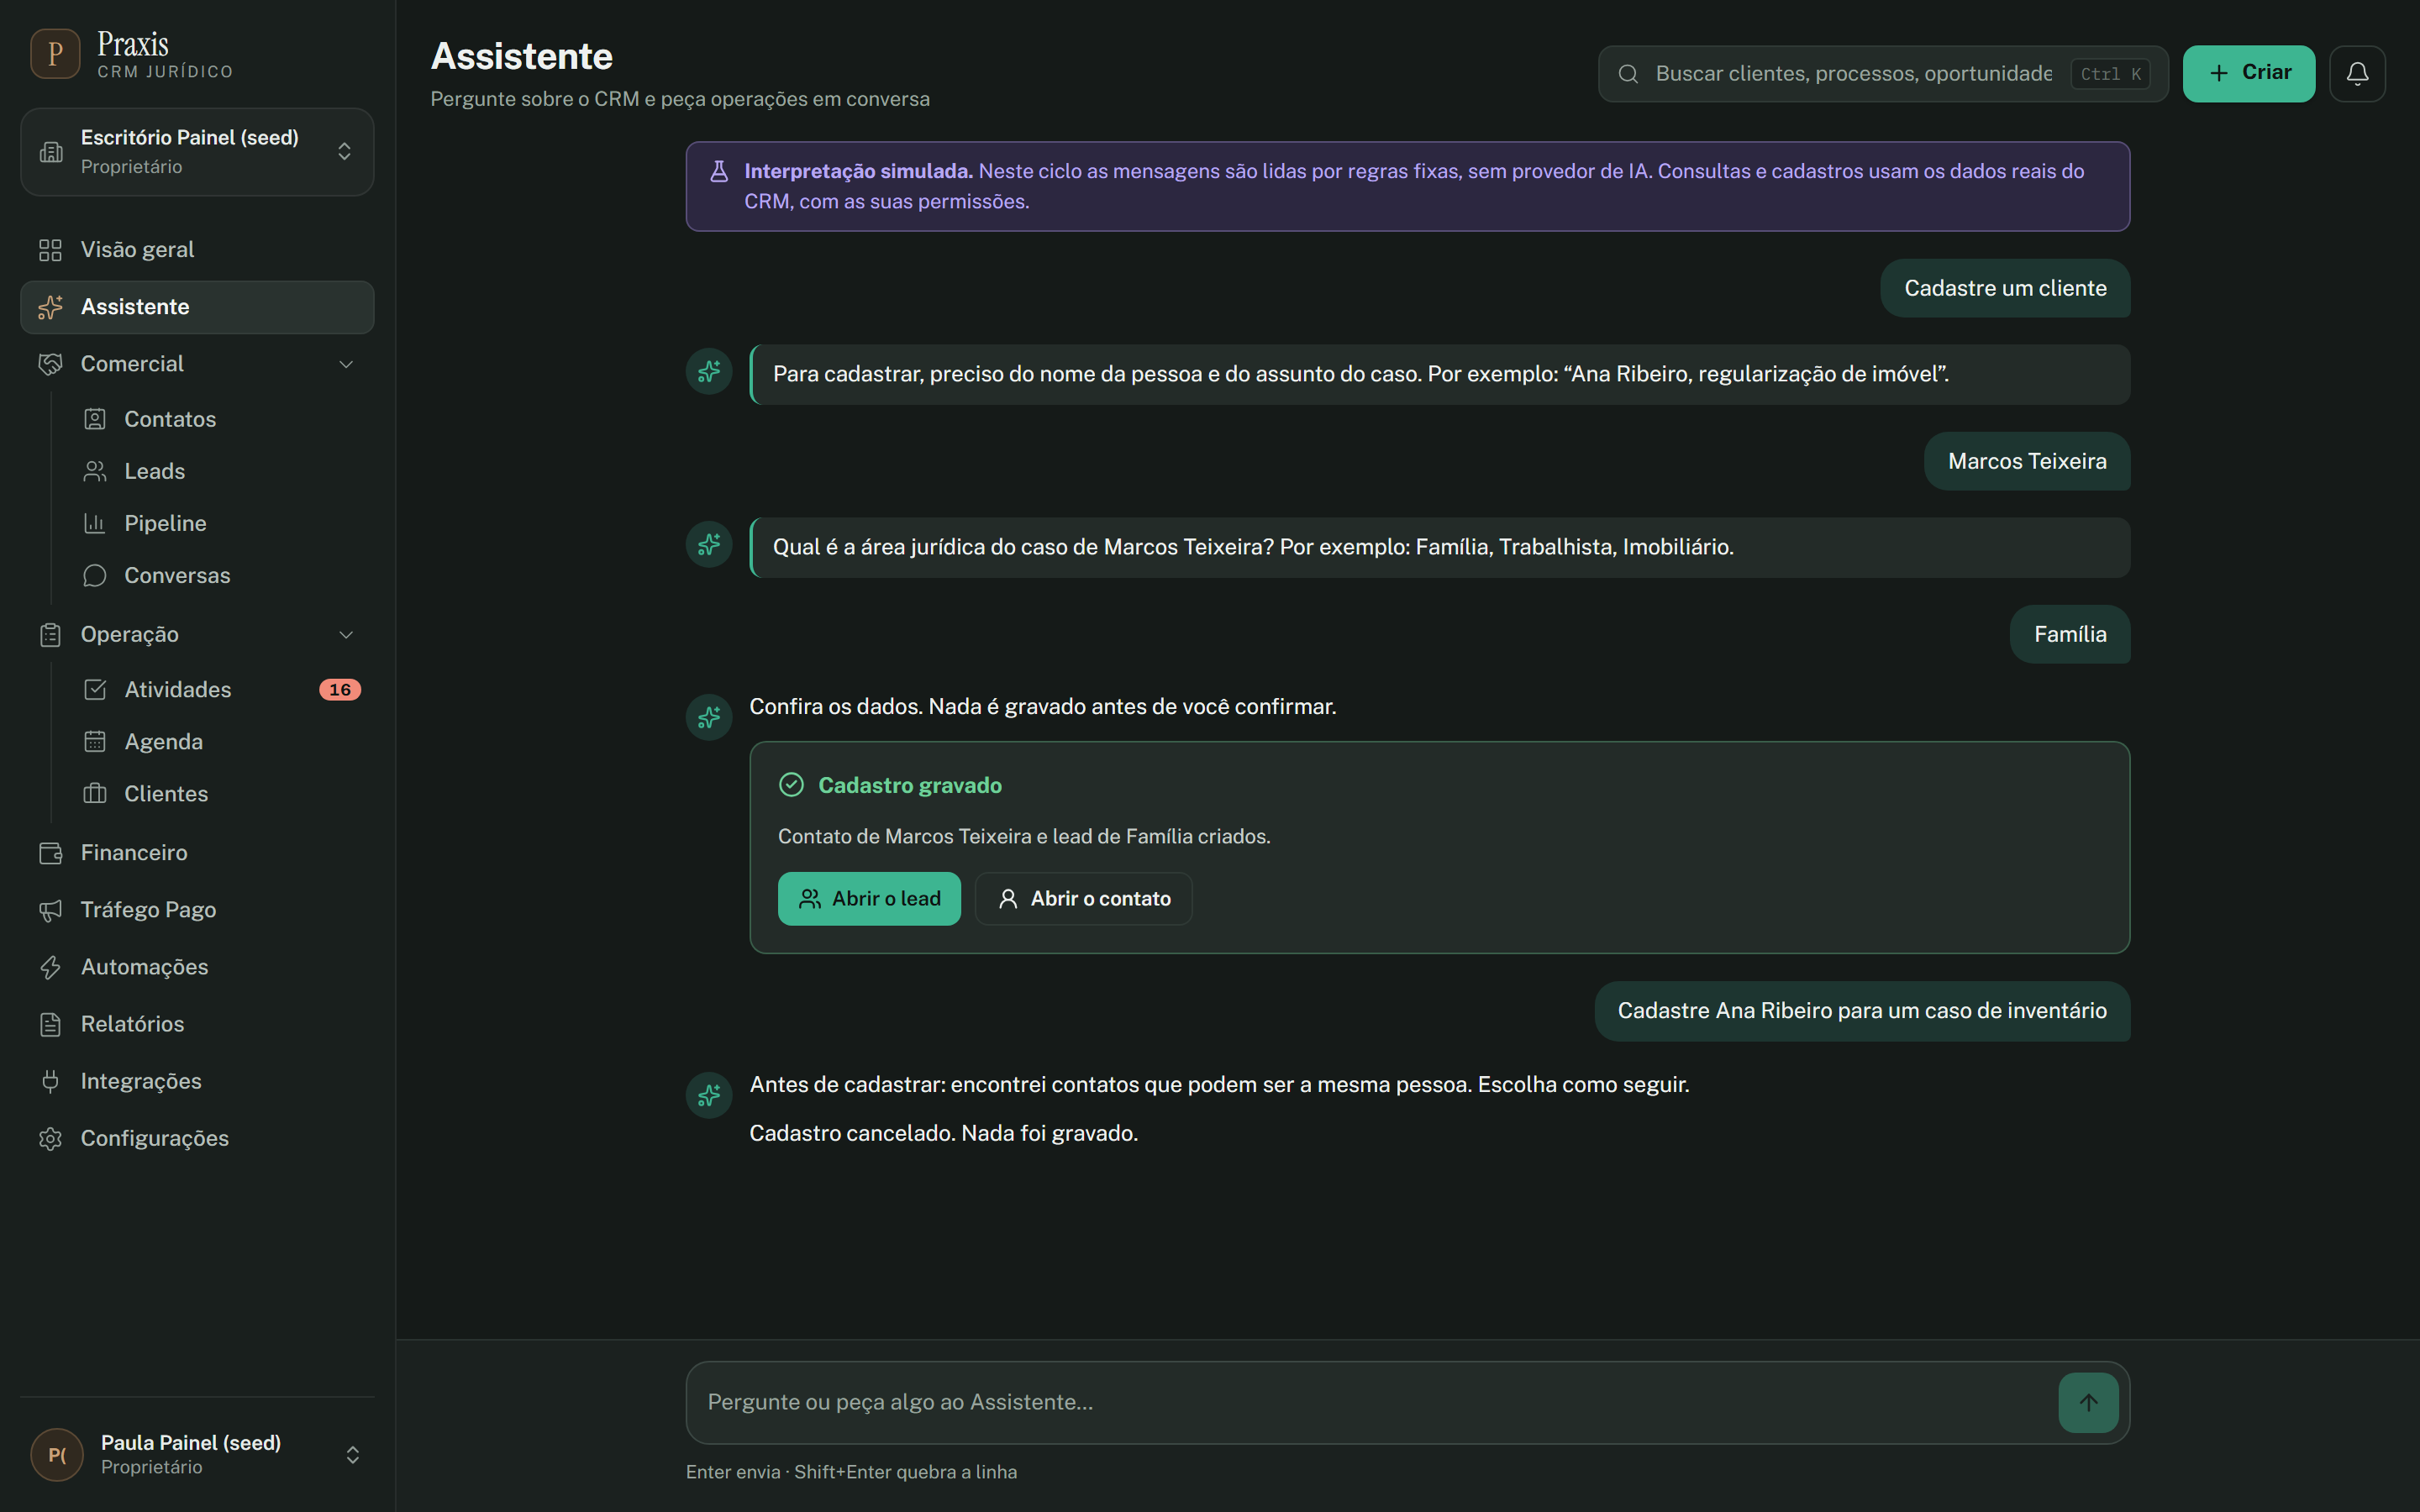 P
Praxis
CRM JURÍDICO
Escritório Painel (seed)
Proprietário
Visão geral
Assistente
Comercial
Contatos
Leads
Pipeline
Conversas
Operação
Atividades
16
Agenda
Clientes
Financeiro
Tráfego Pago
Automações
Relatórios
Integrações
Configurações
P(
Paula Painel (seed)
Proprietário
Assistente
Pergunte sobre o CRM e peça operações em conversa
Buscar clientes, processos, oportunidade
Ctrl K
Criar
Interpretação simulada. Neste ciclo as mensagens são lidas por regras fixas, sem provedor de IA. Consultas e cadastros usam os dados reais do
CRM, com as suas permissões.
Cadastre um cliente
Para cadastrar, preciso do nome da pessoa e do assunto do caso. Por exemplo: “Ana Ribeiro, regularização de imóvel”.
Marcos Teixeira
Qual é a área jurídica do caso de Marcos Teixeira? Por exemplo: Família, Trabalhista, Imobiliário.
Família
Confira os dados. Nada é gravado antes de você confirmar.
Cadastro gravado
Contato de Marcos Teixeira e lead de Família criados.
Abrir o lead
Abrir o contato
Cadastre Ana Ribeiro para um caso de inventário
Antes de cadastrar: encontrei contatos que podem ser a mesma pessoa. Escolha como seguir.
Cadastro cancelado. Nada foi gravado.
Pergunte ou peça algo ao Assistente...
Enter envia · Shift+Enter quebra a linha